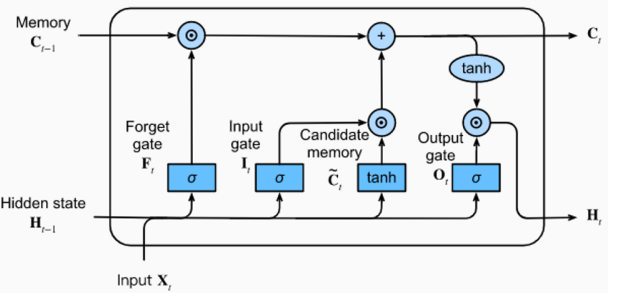 Memory
C_{t-1}
C_t
tanh
Forget
gate
F_t
Input
gate
I_t
Candidate
memory
C̃_t
Output
gate
O_t
σ
σ
tanh
σ
Hidden state
H_{t-1}
H_t
Input X_t